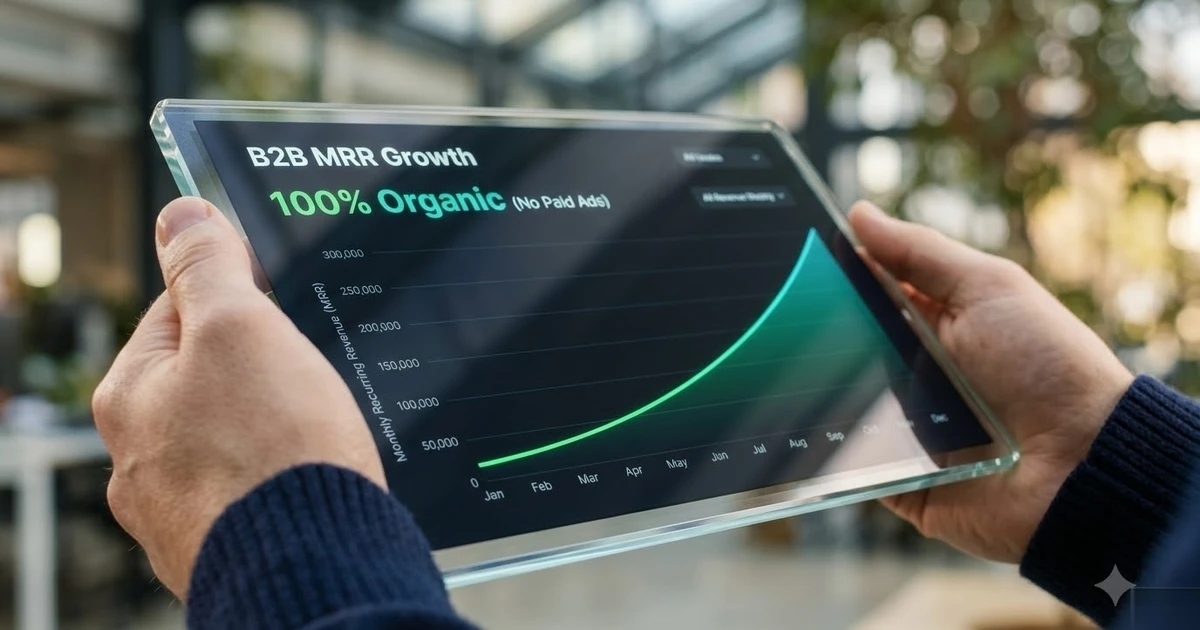 B2B MRR Growth
100% Organic (No Paid Ads)
All
All Revenue
300,000
250,000
200,000
150,000
100,000
50,000
0
Monthly Recurring Revenue (MRR)
Jan Feb Mar Apr May Jun Jul Aug Sep Oct Dec